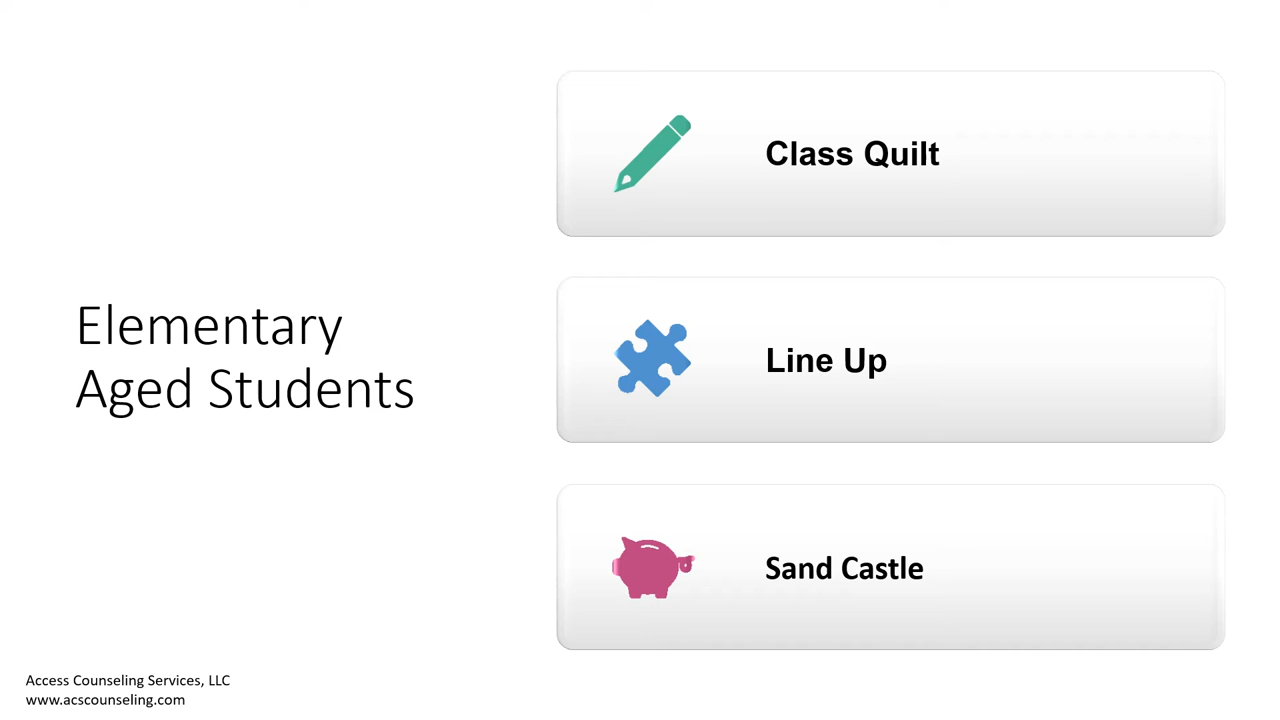 Elementary
Aged Students
Class Quilt
Line Up
Sand Castle
Access Counseling Services, LLC
www.acscounseling.com